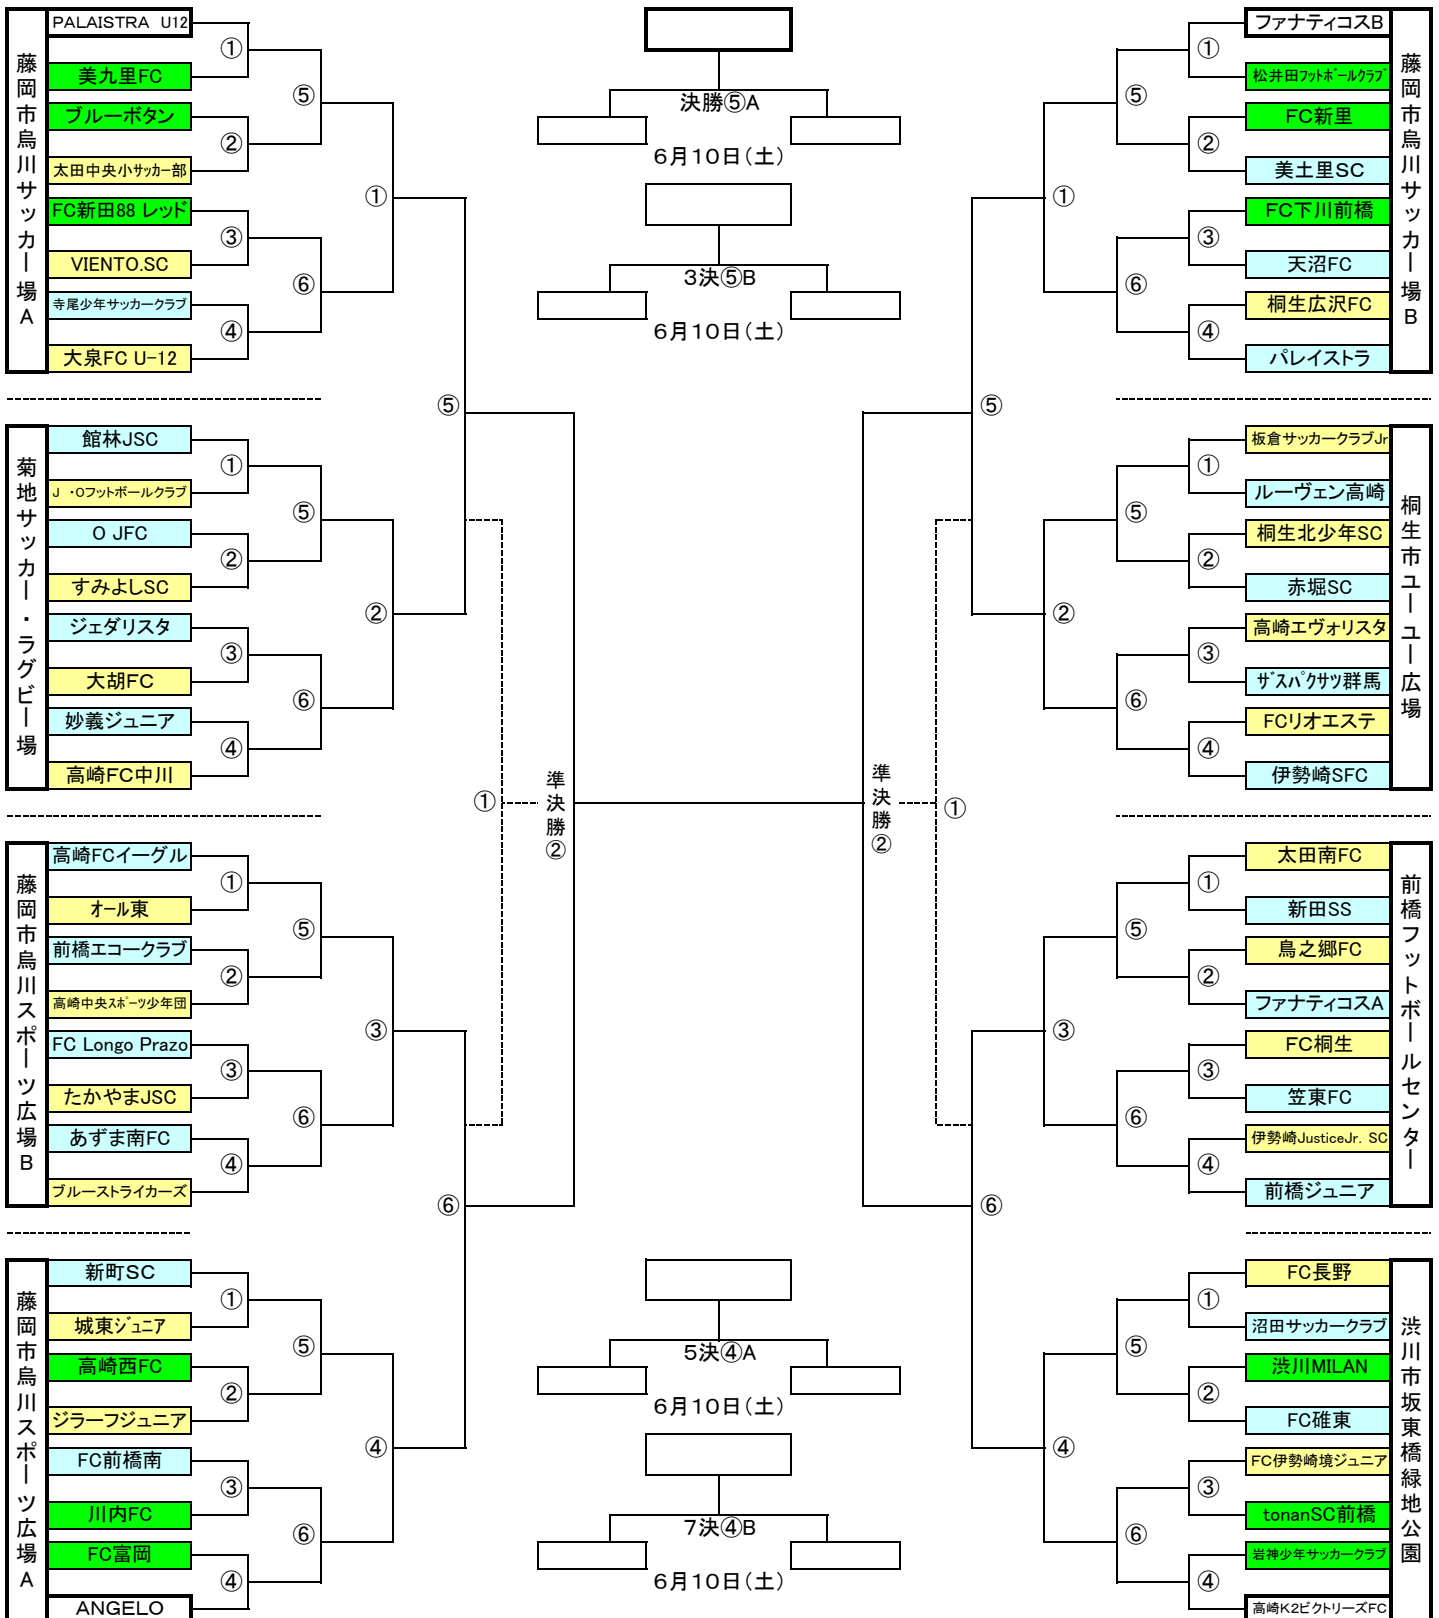 藤岡市烏川サッカー場A
PALAISTRA U12
美九里FC
ブルーボタン
太田中央小サッカー部
FC新田88 レッド
VIENTO.SC
寺尾少年サッカークラブ
大泉FC U-12
①
②
③
④
⑤
⑥
①
菊地サッカー・ラグビー場
館林JSC
J ・Oフットボールクラブ
O JFC
すみよしSC
ジェダリスタ
大胡FC
妙義ジュニア
高崎FC中川
①
②
③
④
⑤
⑥
②
⑤
藤岡市烏川スポーツ広場B
高崎FCイーグル
オール東
前橋エコークラブ
高崎中央スポーツ少年団
FC Longo Prazo
たかやまJSC
あずま南FC
ブルーストライカーズ
①
②
③
④
⑤
⑥
③
藤岡市烏川スポーツ広場A
新町SC
城東ジュニア
高崎西FC
ジラーフジュニア
FC前橋南
川内FC
FC富岡
ANGELO
①
②
③
④
⑤
⑥
④
⑥
①
準決勝②
決勝⑤A
6月10日(土)
3決⑤B
6月10日(土)
5決④A
6月10日(土)
7決④B
6月10日(土)
準決勝②
①
藤岡市烏川サッカー場B
ファナティコスB
松井田フットボールクラブ
FC新里
美土里SC
FC下川前橋
天沼FC
桐生広沢FC
パレイストラ
①
②
③
④
⑤
⑥
①
桐生市ユーユー広場
板倉サッカークラブJr
ルーヴェン高崎
桐生北少年SC
赤堀SC
高崎エヴォリスタ
ザスパクサツ群馬
FCリオエステ
伊勢崎SFC
①
②
③
④
⑤
⑥
②
⑤
前橋フットボールセンター
太田南FC
新田SS
鳥之郷FC
ファナティコスA
FC桐生
笠東FC
伊勢崎JusticeJr. SC
前橋ジュニア
①
②
③
④
⑤
⑥
③
渋川市坂東橋緑地公園
FC長野
沼田サッカークラブ
渋川MILAN
FC碓東
FC伊勢崎境ジュニア
tonanSC前橋
岩神少年サッカークラブ
高崎K2ビクトリーズFC
①
②
③
④
⑤
⑥
④
⑥